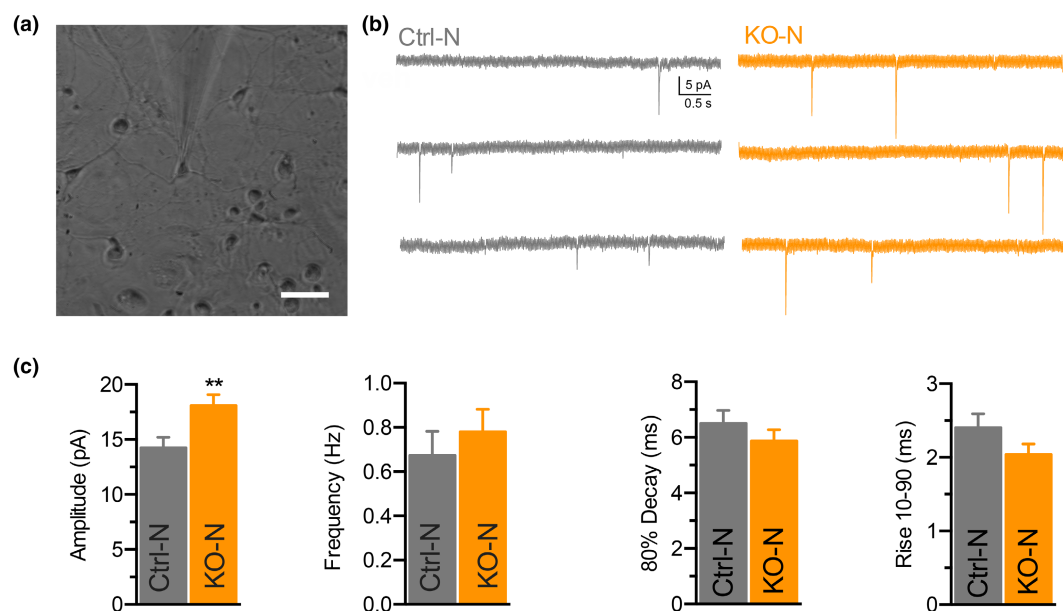 (a)
(b)
Ctrl-N
KO-N
5 pA
0.5 s
(c)
Amplitude (pA)
20
15
10
5
0
**
Ctrl-N
KO-N
Frequency (Hz)
1.0
0.8
0.6
0.4
0.2
0.0
Ctrl-N
KO-N
80% Decay (ms)
8
6
4
2
0
Ctrl-N
KO-N
Rise 10-90 (ms)
3
2
1
0
Ctrl-N
KO-N